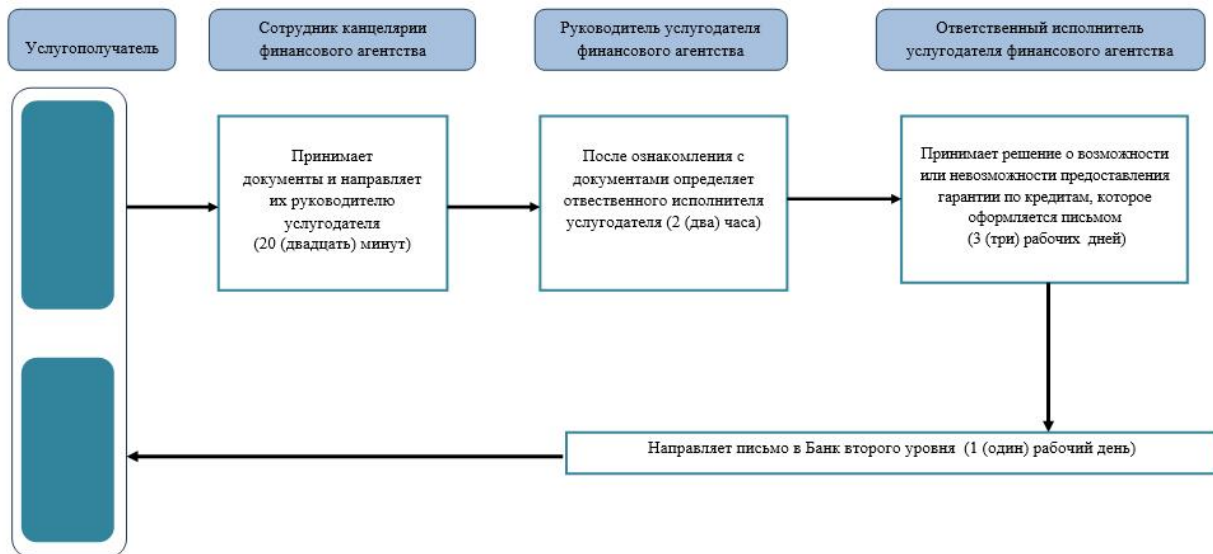 Услугополучатель
Сотрудник канцелярии
финансового агентства
Руководитель услугодателя
финансового агентства
Ответственный исполнитель
услугодателя финансового агентства
Принимает
документы и направляет
их руководителю
услугодателя
(20 (двадцать) минут)
После ознакомления с
документами определяет
отвественного исполнителя
услугодателя (2 (два) часа)
Принимает решение о возможности
или невозможности предоставления
гарантии по кредитам, которое
оформляется письмом
(3 (три) рабочих дней)
Направляет письмо в Банк второго уровня (1 (один) рабочий день)